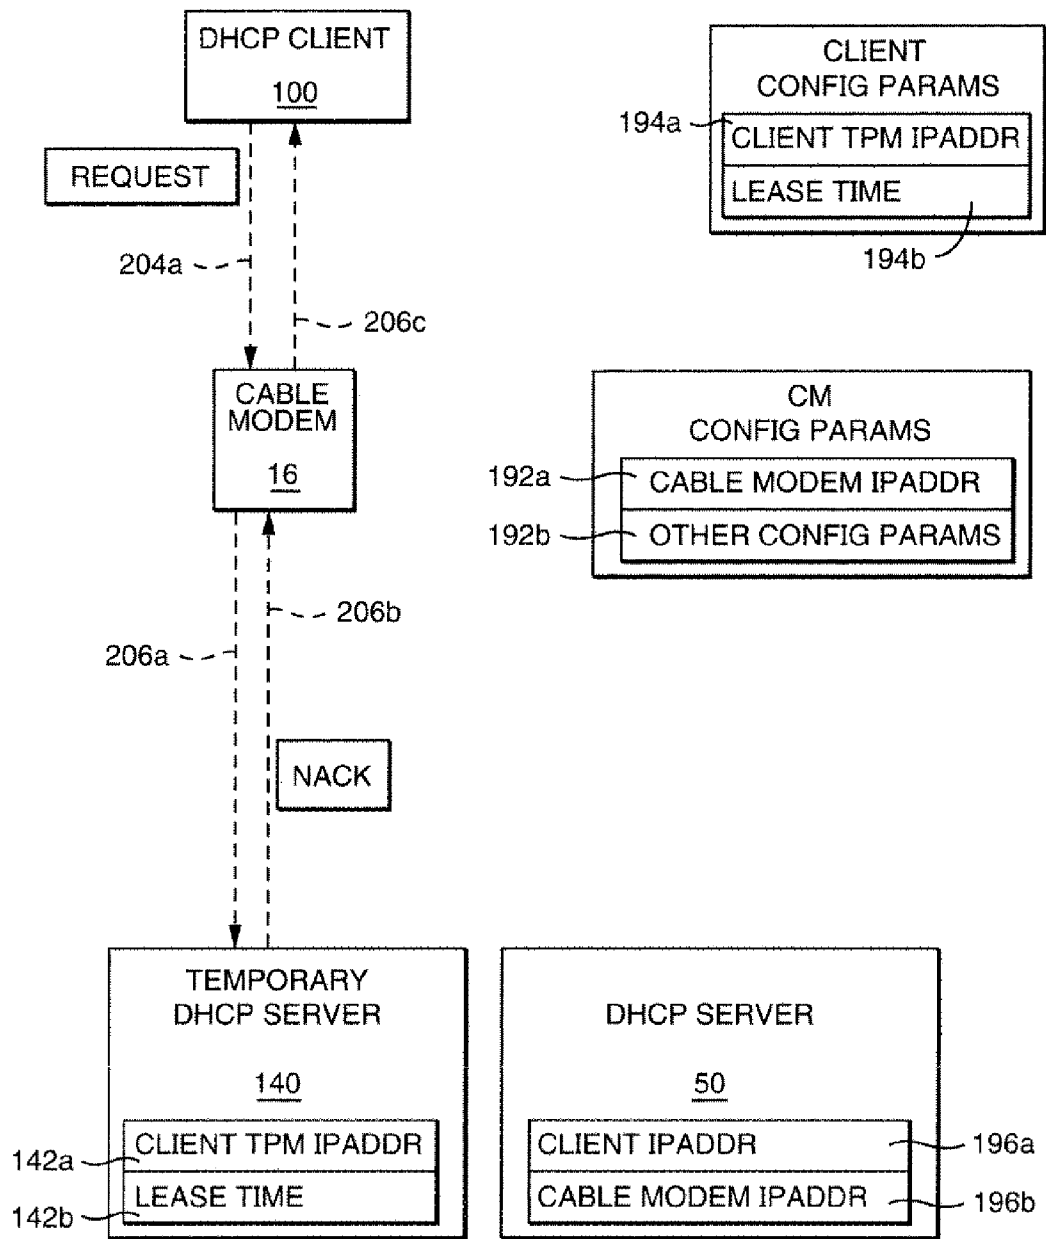 DHCP CLIENT
100
REQUEST
204a
206c
CLIENT
CONFIG PARAMS
194a
CLIENT TPM IPADDR
LEASE TIME
194b
CABLE
MODEM
16
CM
CONFIG PARAMS
192a
CABLE MODEM IPADDR
192b
OTHER CONFIG PARAMS
206b
206a
NACK
TEMPORARY
DHCP SERVER
140
CLIENT TPM IPADDR
142a
LEASE TIME
142b
DHCP SERVER
50
CLIENT IPADDR
196a
CABLE MODEM IPADDR
196b